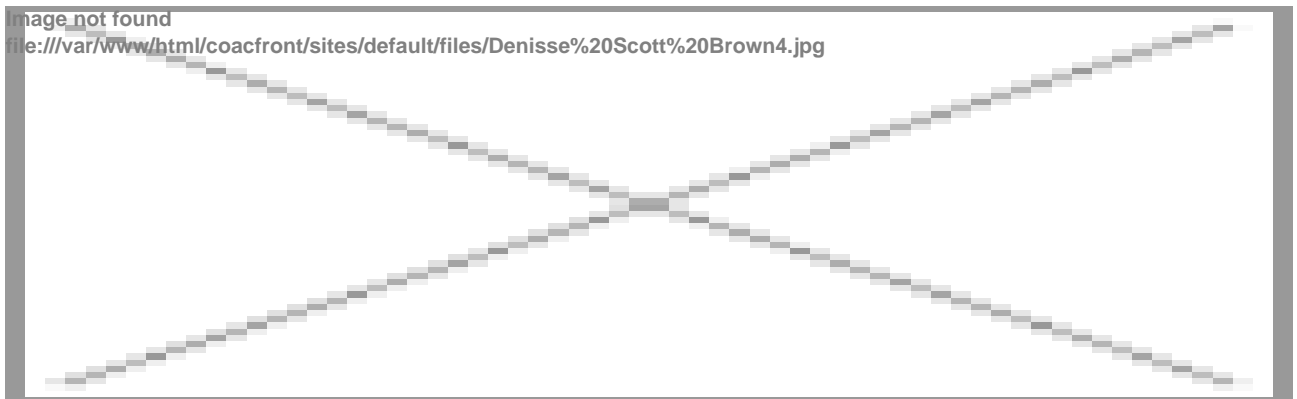 Image not found
file:///var/www/html/coacfront/sites/default/files/Denisse%20Scott%20Brown4.jpg